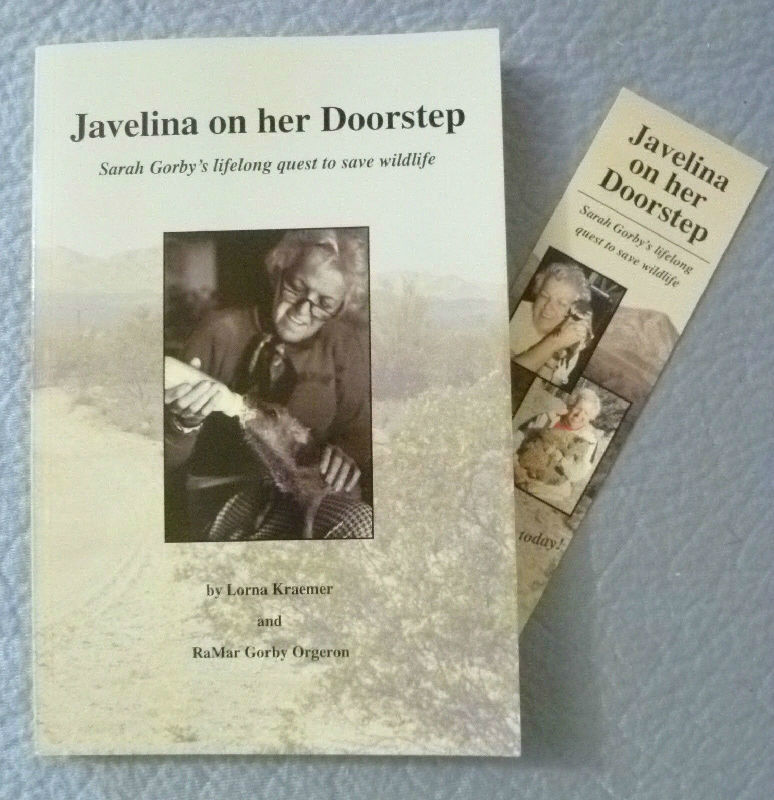 Javelina on her Doorstep
Sarah Gorby's lifelong quest to save wildlife
by Lorna Kraemer
and
RaMar Gorby Orgeron
Javelina
on her
Doorstep
Sarah Gorby's lifelong
quest to save wildlife
today!